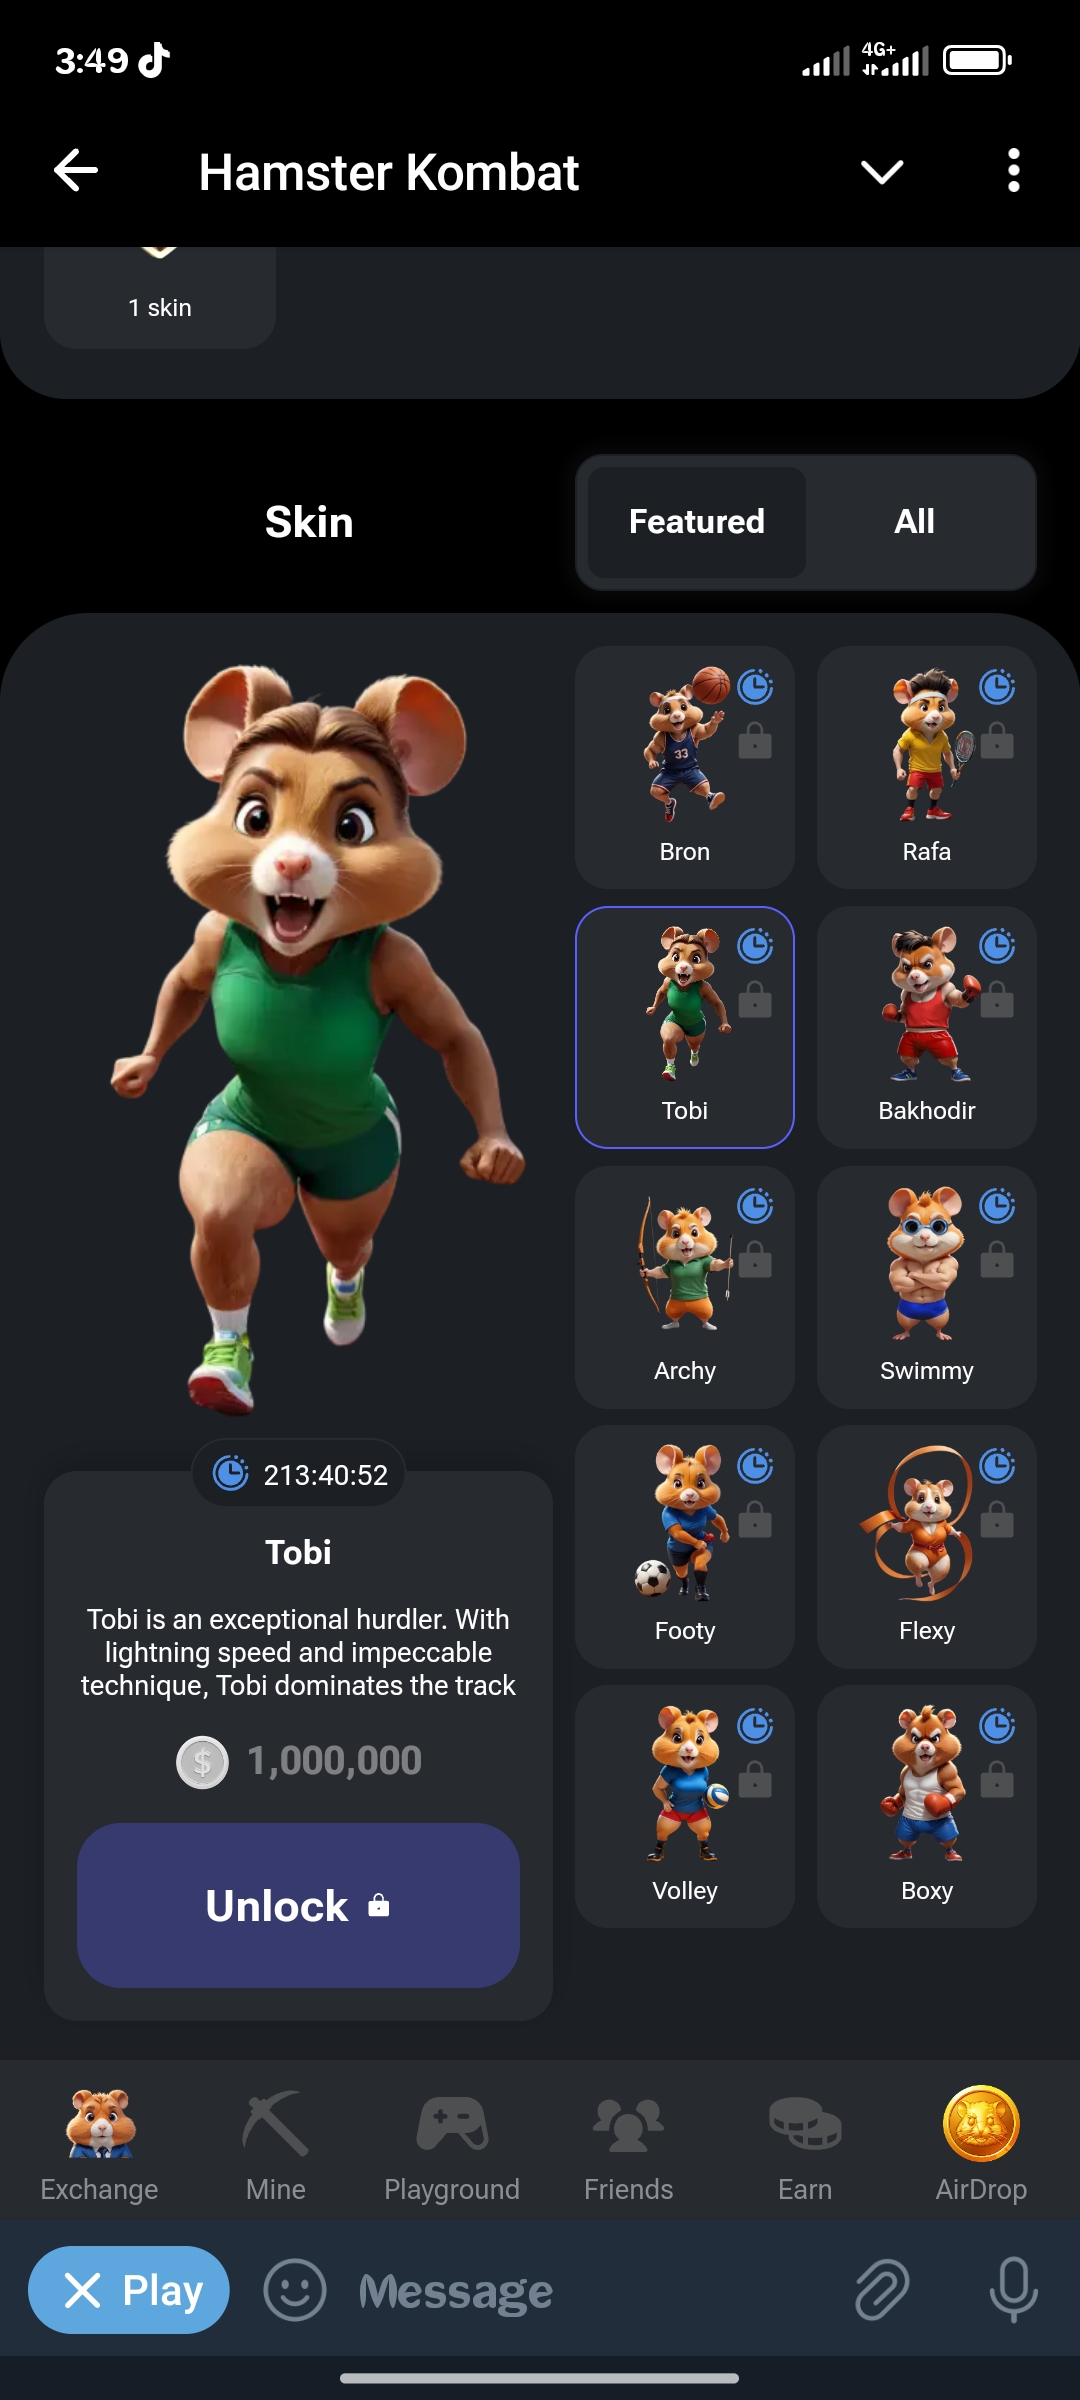 3:49
4G+
Hamster Kombat
1 skin
Skin
Featured
All
33
Bron
Rafa
Tobi
Bakhodir
Archy
Swimmy
Footy
Flexy
Volley
Boxy
213:40:52
Tobi
Tobi is an exceptional hurdler. With
lightning speed and impeccable
technique, Tobi dominates the track
$ 1,000,000
Unlock
Exchange
Mine
Playground
Friends
Earn
AirDrop
Play
Message